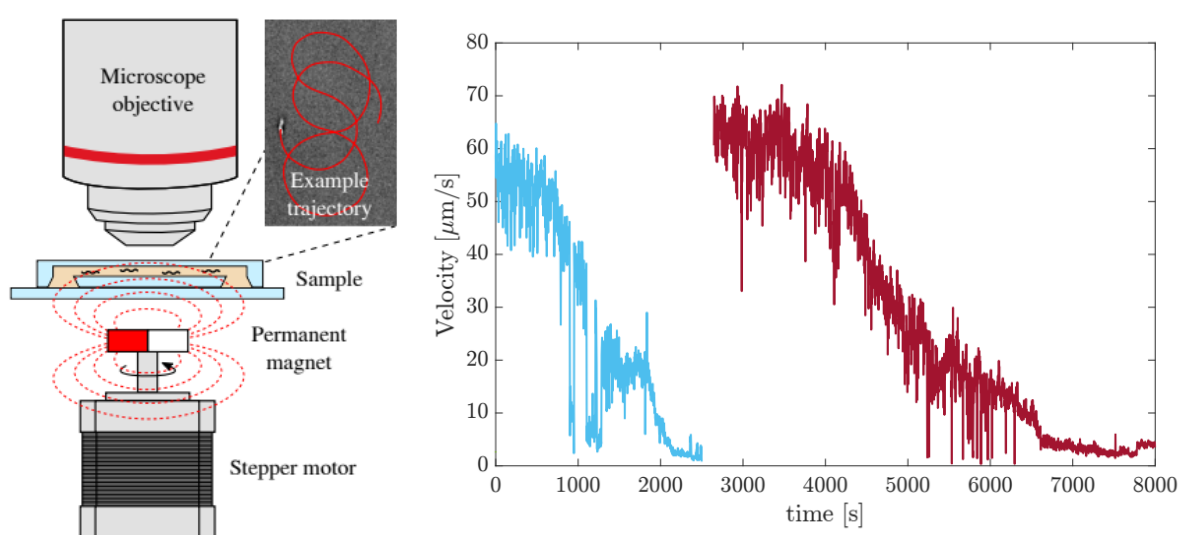 Microscope
objective
Example
trajectory
Sample
Permanent
magnet
Stepper motor
Velocity [μm/s]
80
70
60
50
40
30
20
10
0
0 1000 2000 3000 4000 5000 6000 7000 8000
time [s]